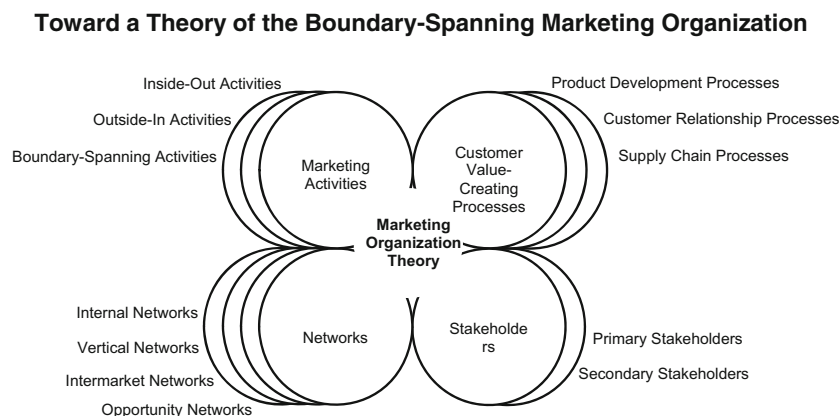 Toward a Theory of the Boundary-Spanning Marketing Organization
Inside-Out Activities
Outside-In Activities
Boundary-Spanning Activities
Marketing
Activities
Product Development Processes
Customer Relationship Processes
Supply Chain Processes
Customer
Value-
Creating
Processes
Marketing
Organization
Theory
Internal Networks
Vertical Networks
Intermarket Networks
Opportunity Networks
Networks
Stakeholde
rs
Primary Stakeholders
Secondary Stakeholders